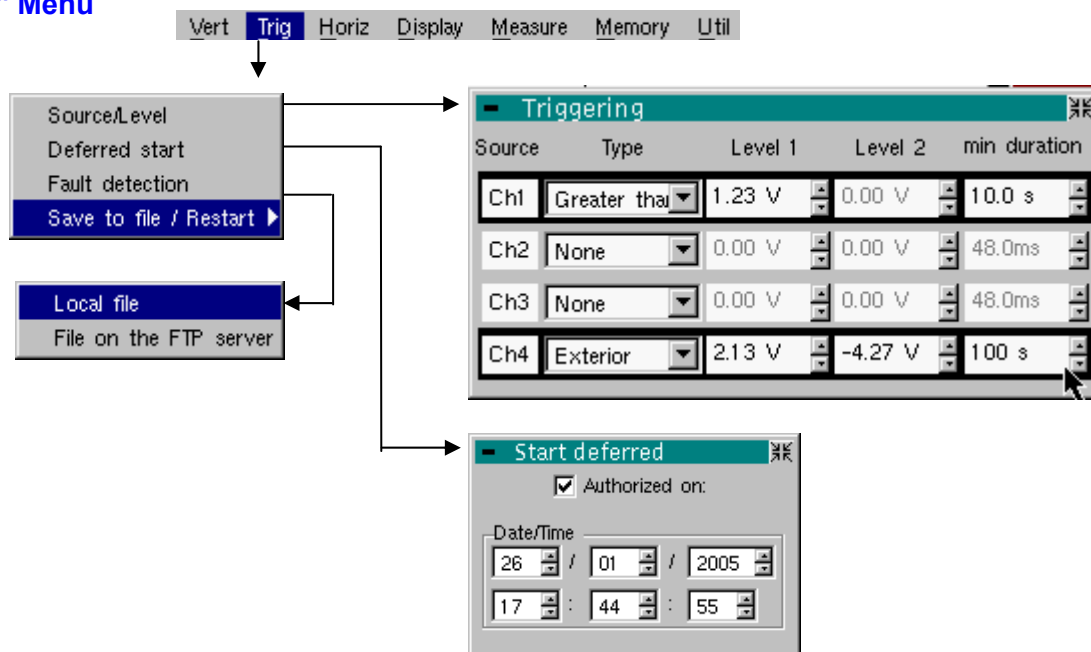 " Menu
Vert Trig Horiz Display Measure Memory Util
Source/Level
Deferred start
Fault detection
Save to file / Restart
Local file
File on the FTP server
Triggering
Source Type Level 1 Level 2 min duration
Ch1 Greater tha 1.23 V 0.00 V 10.0 s
Ch2 None 0.00 V 0.00 V 48.0ms
Ch3 None 0.00 V 0.00 V 48.0ms
Ch4 Exterior 2.13 V -4.27 V 100 s
Start deferred
Authorized on:
Date/Time
26 / 01 / 2005
17 : 44 : 55